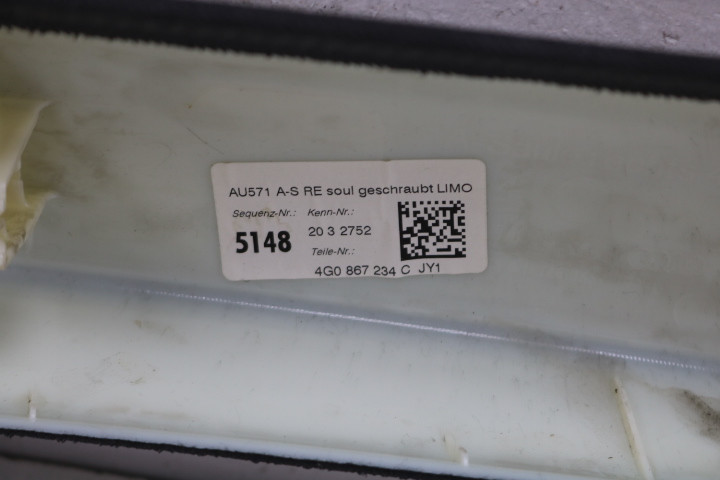 AU571 A-S RE soul geschraubt LIMO
Sequenz-Nr.: Kenn-Nr.:
5148 20 3 2752
Teile-Nr.:
4G0 867 234 C JY1